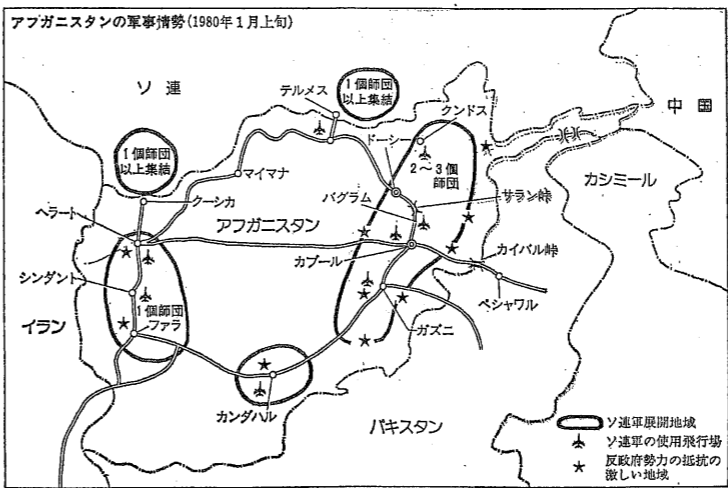 アフガニスタンの軍事情勢(1980年1月上旬)
ソ連
テルメス
1個師団
以上集結
クンドス
中国
1個師団
以上集結
ドーシー
2～3個
師団
マイマナ
カシミール
クーシカ
バグラム
サラン峠
ヘラート
アフガニスタン
カブール
カイバル峠
シンダント
1個師団
ファラ
ペシャワル
イラン
ガズニ
カンダハル
パキスタン
ソ連軍展開地域
ソ連軍の使用飛行場
反政府勢力の抵抗の
激しい地域